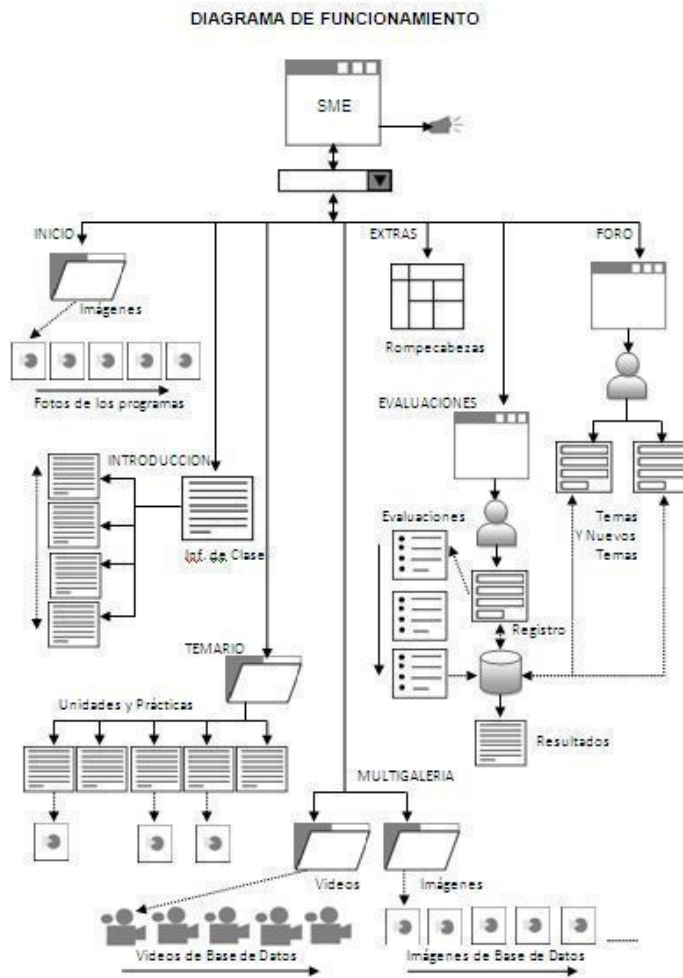 DIAGRAMA DE FUNCIONAMIENTO
SME
INICIO
EXTRAS
FORO
Imágenes
Rompecabezas
Fotos de los programas
EVALUACIONES
INTRODUCCION
Inf. de Clase
Evaluaciones
Temas
Y Nuevos
Temas
Registro
TEMARIO
Unidades y Prácticas
Resultados
MULTIGALERIA
Videos
Imágenes
Videos de Base de Datos
Imágenes de Base de Datos